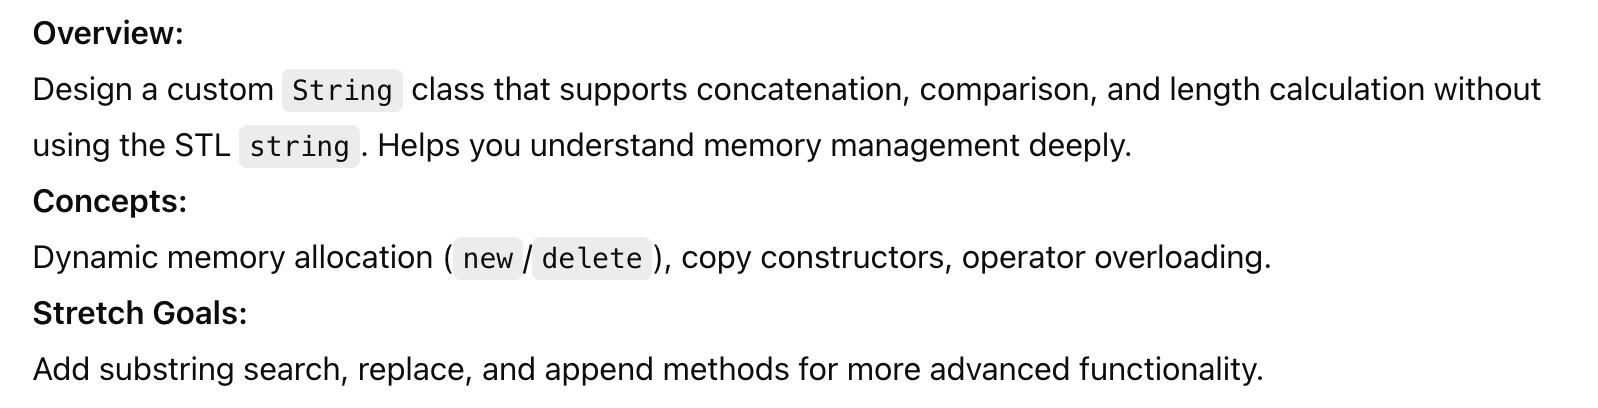 Overview:
Design a custom String class that supports concatenation, comparison, and length calculation without
using the STL string. Helps you understand memory management deeply.
Concepts:
Dynamic memory allocation (new/delete), copy constructors, operator overloading.
Stretch Goals:
Add substring search, replace, and append methods for more advanced functionality.